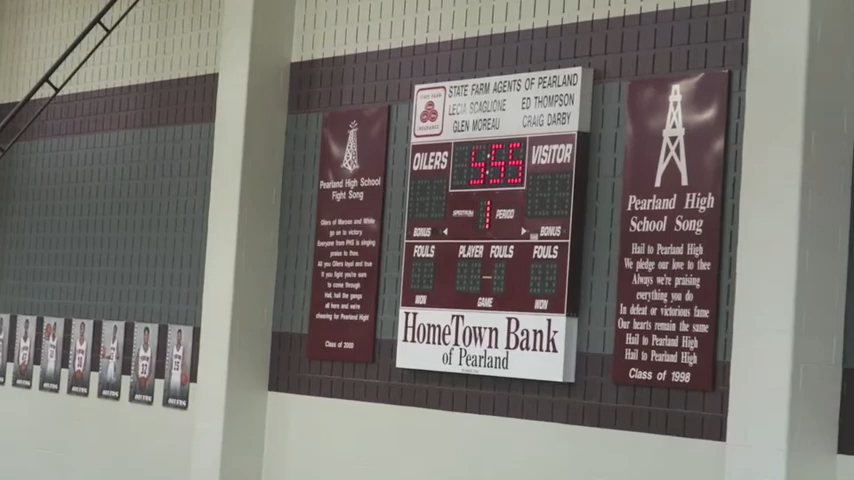 Pearland High School
Fight Song
Oilers of Maroon and White
go on to victory.
Everyone from PHS is singing
praise to thee.
All you Oilers loyal and true
If you fight you're sure
to come through
Hail, hail the gangs
all here and we're
cheering for Pearland High!
Class of 2000
STATE FARM
INSURANCE
STATE FARM AGENTS OF PEARLAND
LECIA SCAGLIONE ED THOMPSON
GLEN MOREAU CRAIG DARBY
OILERS 5:55 VISITOR
SPECTRUM 1 PERIOD
BONUS BONUS
FOULS PLAYER FOULS FOULS
WON GAME WON
HomeTown Bank
of Pearland
Pearland High
School Song
Hail to Pearland High
We pledge our love to thee
Always we're praising
everything you do
In defeat or victorious fame
Our hearts remain the same
Hail to Pearland High
Hail to Pearland High
Class of 1998